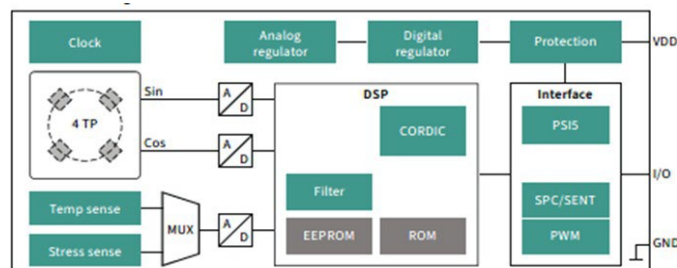 Clock
Analog
regulator
Digital
regulator
Protection
VDD
4 TP
Sin
Cos
A
D
A
D
DSP
CORDIC
Filter
EEPROM
ROM
Interface
PSI5
SPC/SENT
PWM
I/O
GND
Temp sense
Stress sense
MUX
A
D